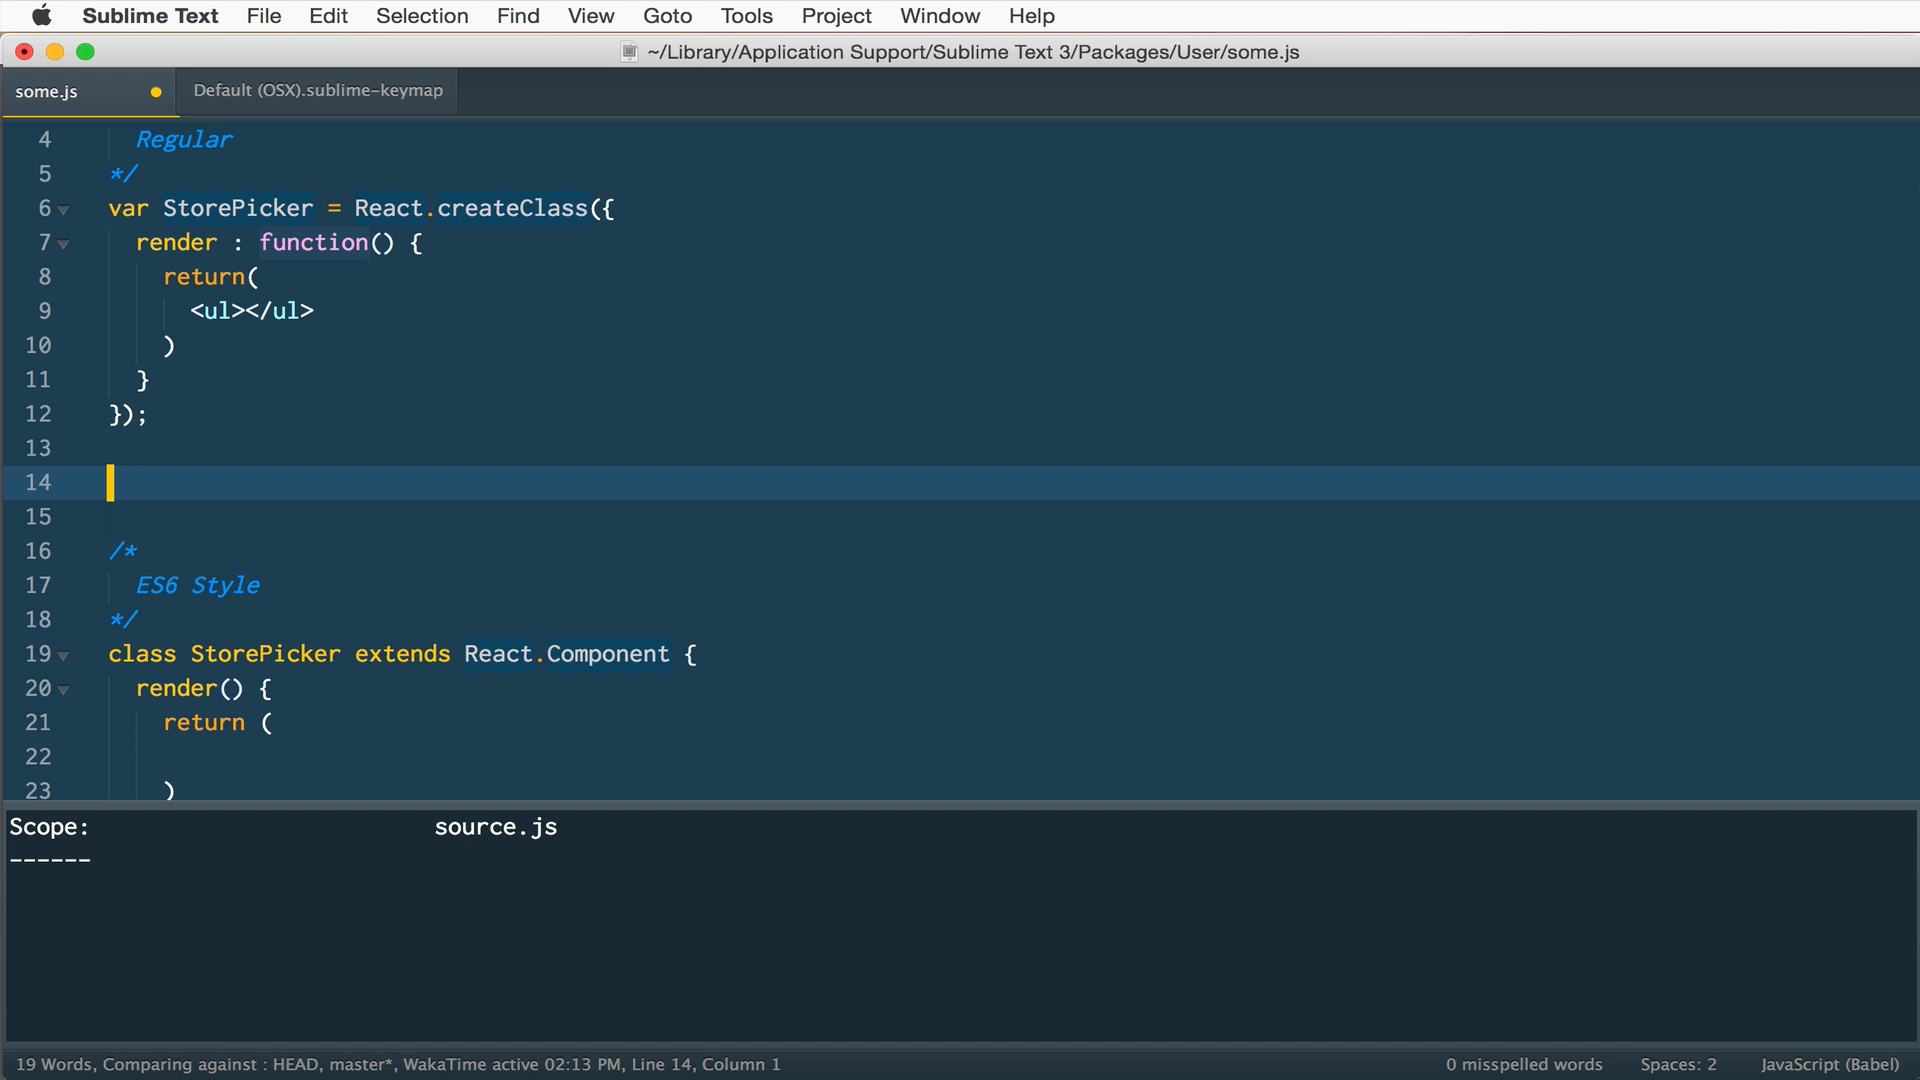 Sublime Text File Edit Selection Find View Goto Tools Project Window Help
~/Library/Application Support/Sublime Text 3/Packages/User/some.js
some.js Default (OSX).sublime-keymap
4 Regular
5 */
6 var StorePicker = React.createClass({
7 render : function() {
8 return(
9 <ul></ul>
10 )
11 }
12 });
13
14
15
16 /*
17 ES6 Style
18 */
19 class StorePicker extends React.Component {
20 render() {
21 return (
22
23 )
Scope: source.js
------
19 Words, Comparing against : HEAD, master*, WakaTime active 02:13 PM, Line 14, Column 1 0 misspelled words Spaces: 2 JavaScript (Babel)